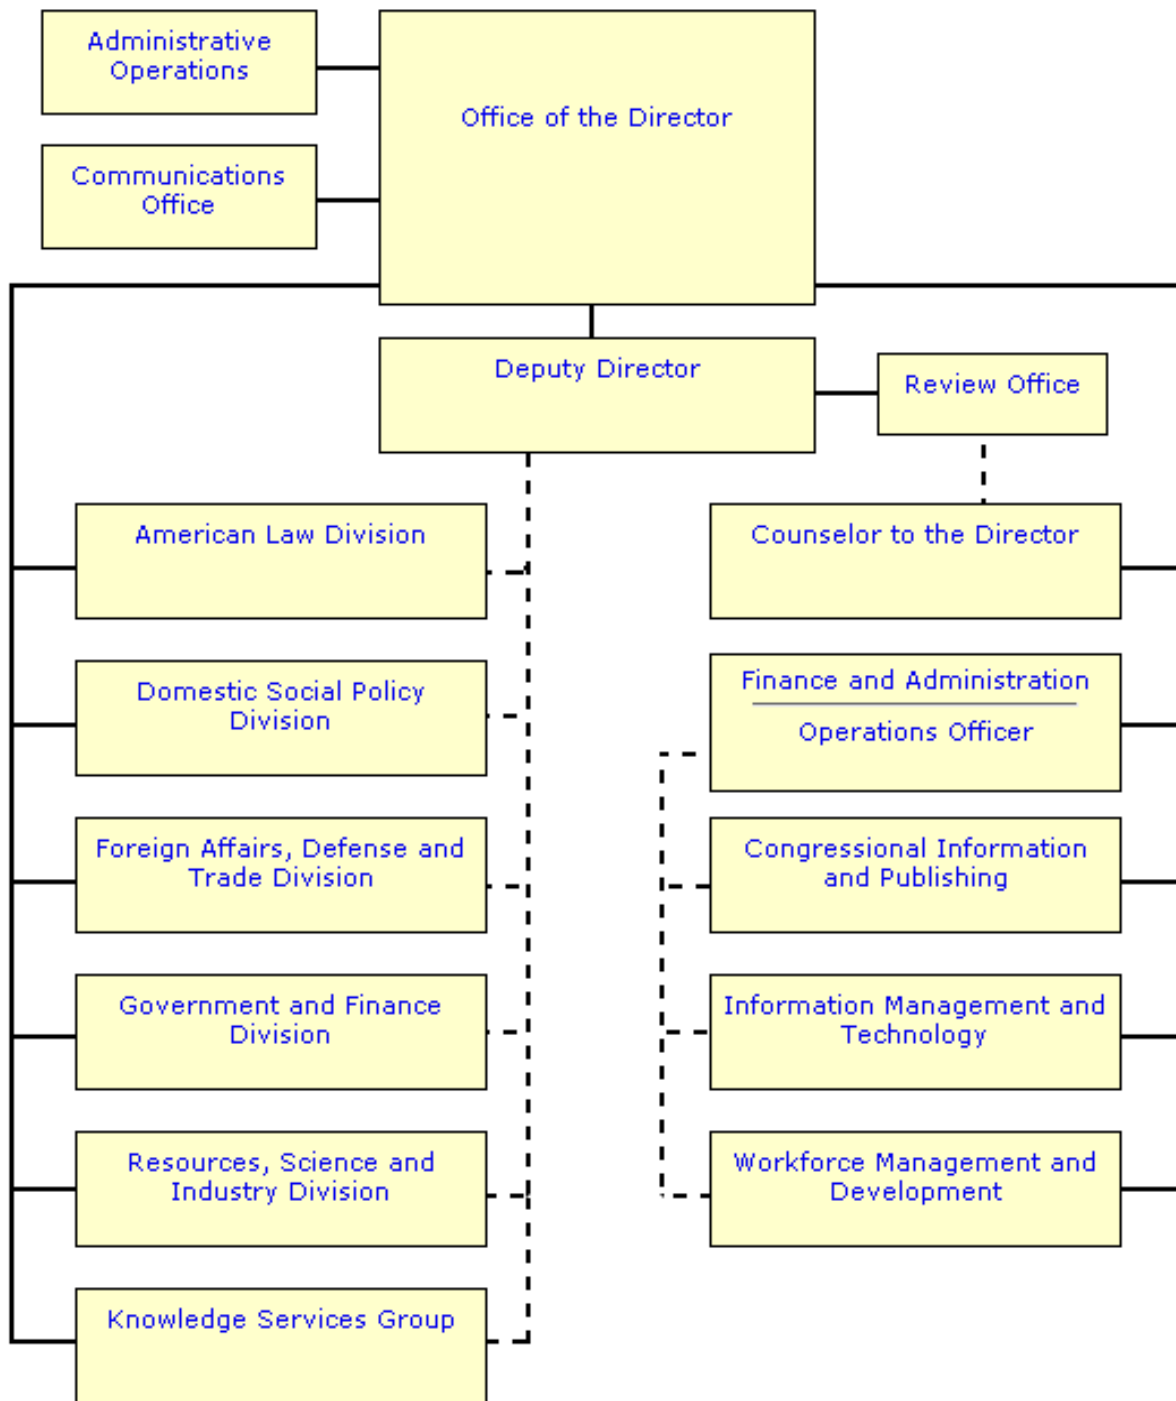 Administrative
Operations
Office of the Director
Communications
Office
Deputy Director
Review Office
American Law Division
Counselor to the Director
Domestic Social Policy
Division
Finance and Administration
Operations Officer
Foreign Affairs, Defense and
Trade Division
Congressional Information
and Publishing
Government and Finance
Division
Information Management and
Technology
Resources, Science and
Industry Division
Workforce Management and
Development
Knowledge Services Group